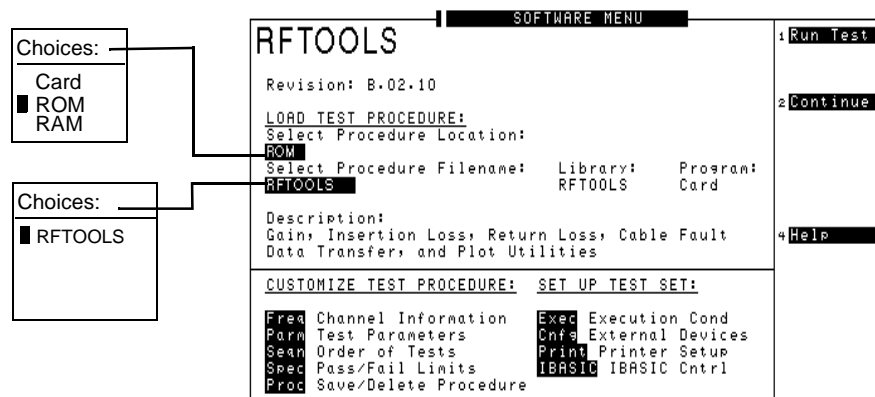 SOFTWARE MENU
RFTOOLS
Revision: B.02.10
LOAD TEST PROCEDURE:
Select Procedure Location:
ROM
Select Procedure Filename: Library: Program:
RFTOOLS RFTOOLS Card
Description:
Gain, Insertion Loss, Return Loss, Cable Fault
Data Transfer, and Plot Utilities
CUSTOMIZE TEST PROCEDURE: SET UP TEST SET:
Freq Channel Information Exec Execution Cond
Parm Test Parameters Cnfg External Devices
Seqn Order of Tests Print Printer Setup
Spec Pass/Fail Limits IBASIC IBASIC Cntrl
Proc Save/Delete Procedure
1 Run Test
2 Continue
4 Help
Choices:
Card
ROM
RAM
Choices:
RFTOOLS